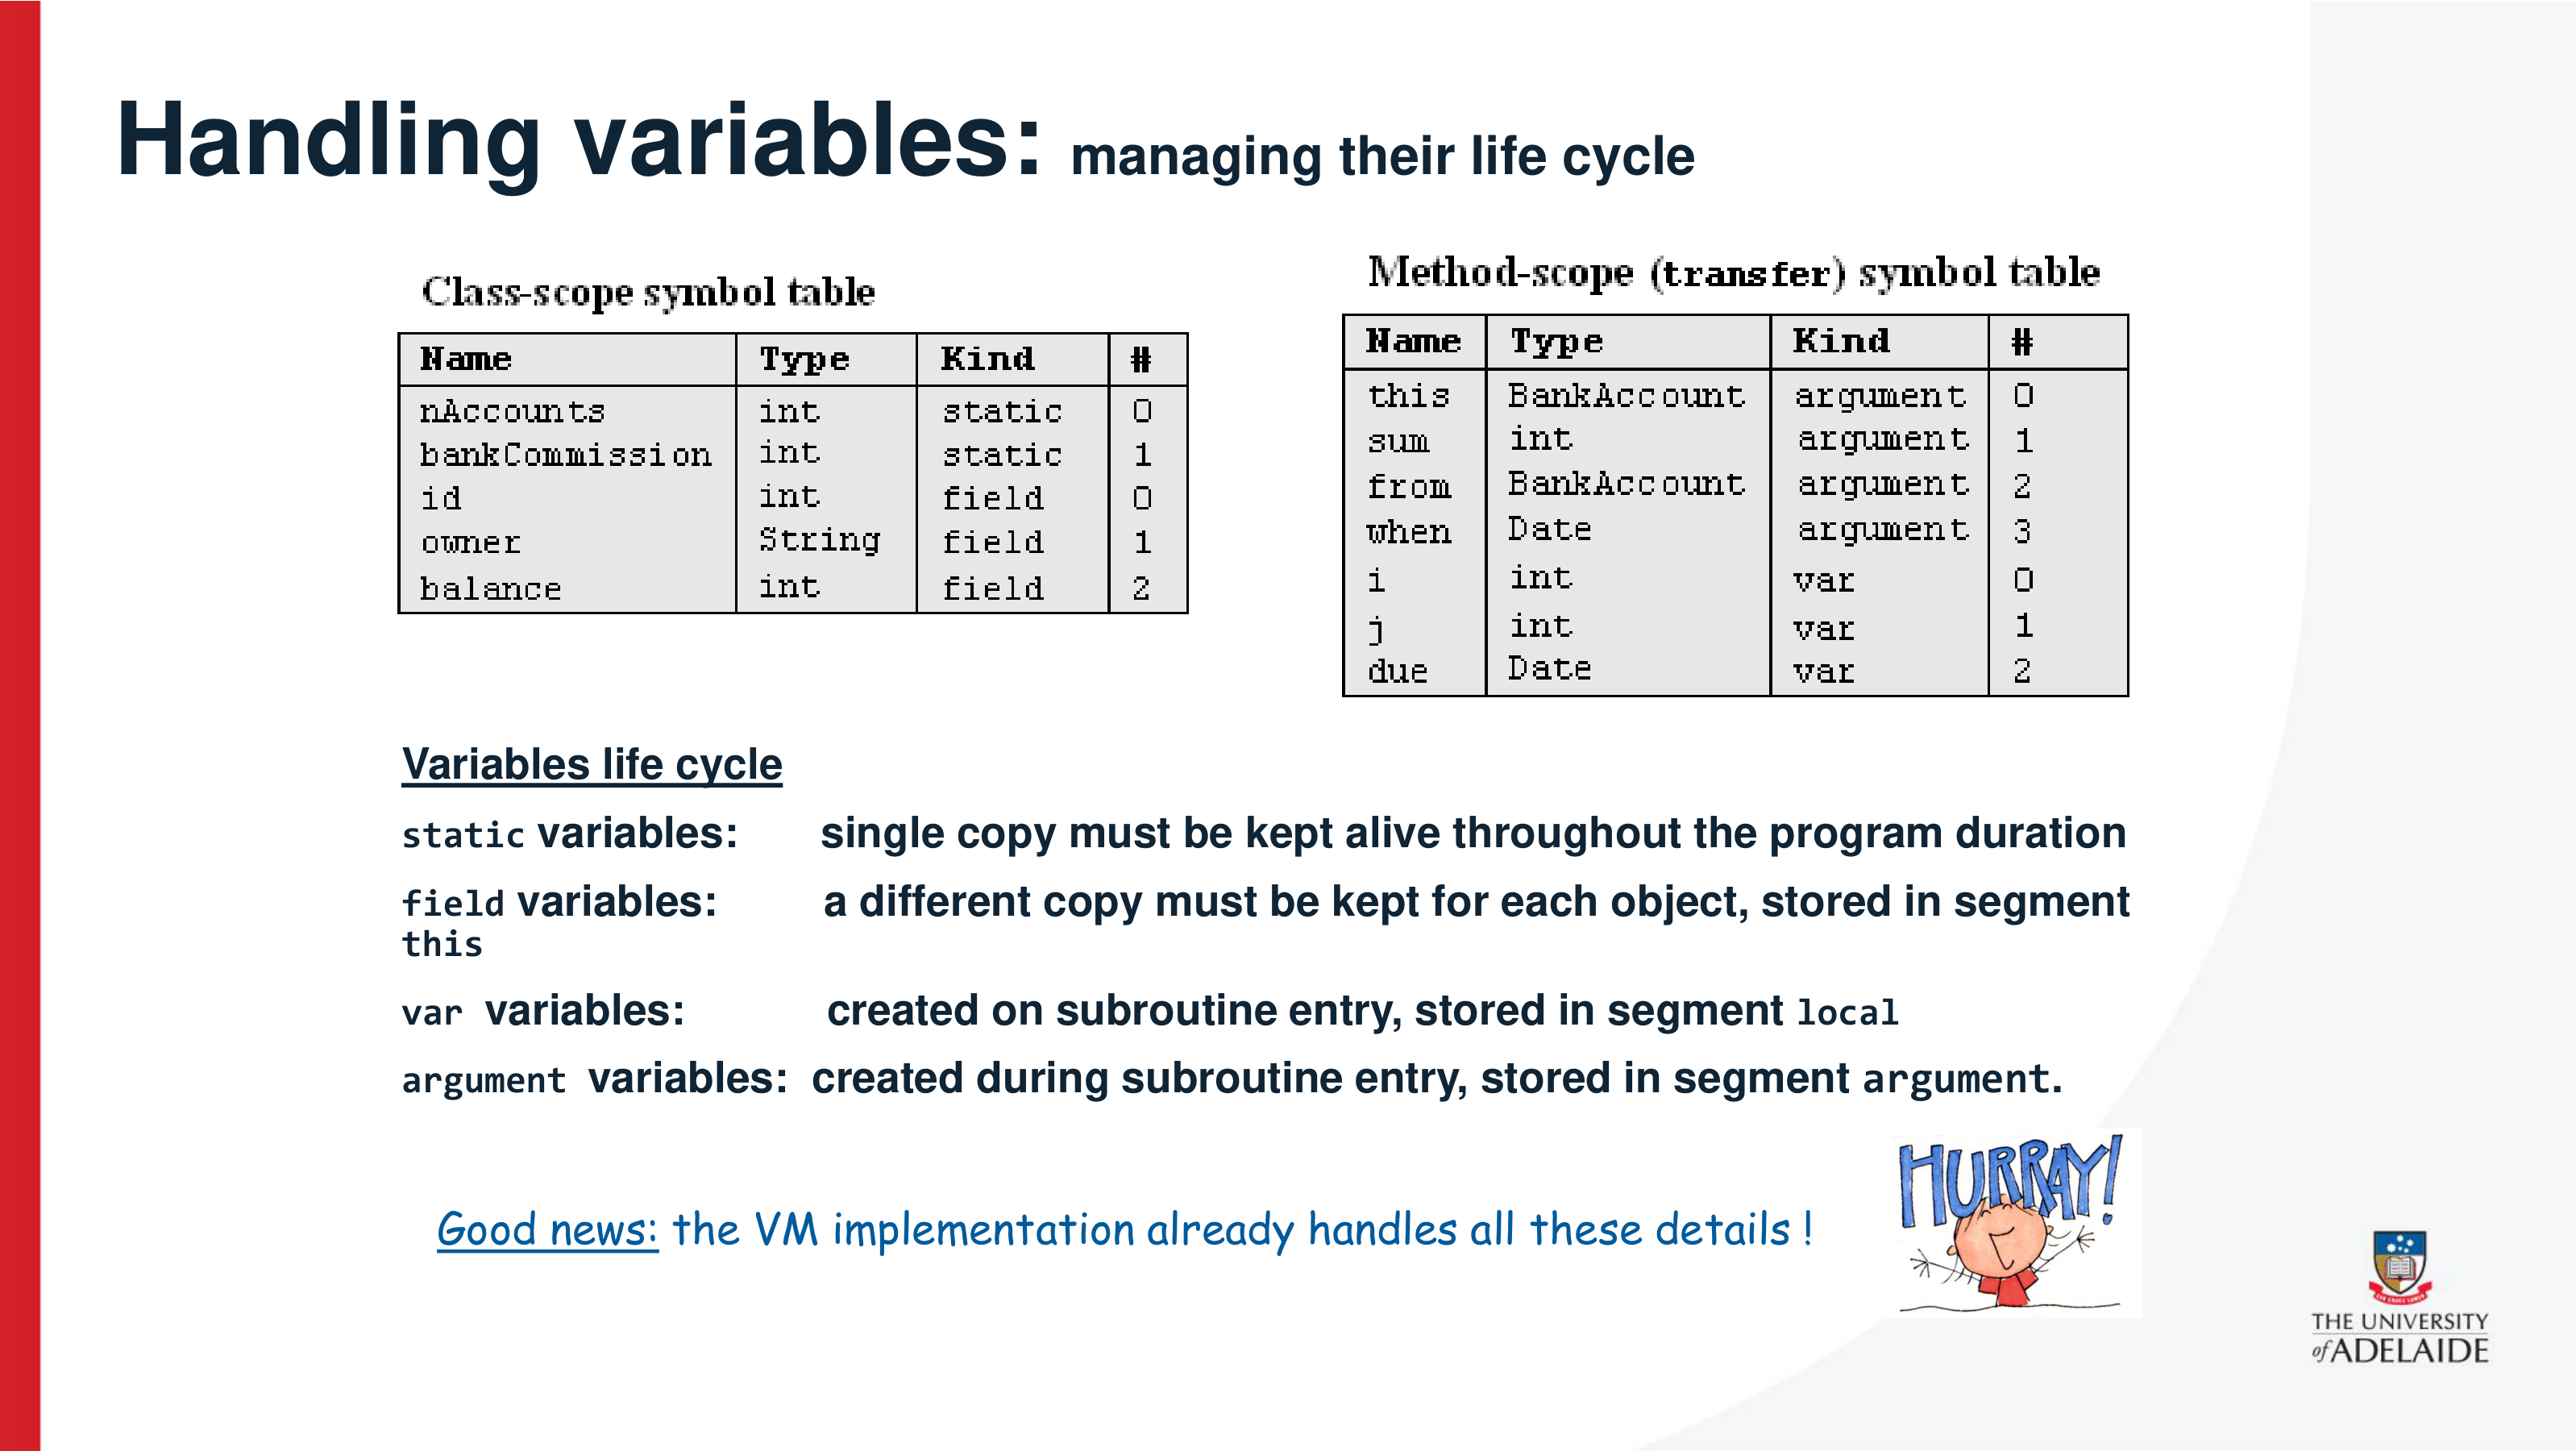 Handling variables: managing their life cycle
Class-scope symbol table
Name Type Kind #
nAccounts int static 0
bankCommission int static 1
id int field 0
owner String field 1
balance int field 2
Method-scope (transfer) symbol table
Name Type Kind #
this BankAccount argument 0
sum int argument 1
from BankAccount argument 2
when Date argument 3
i int var 0
j int var 1
due Date var 2
Variables life cycle
static variables: single copy must be kept alive throughout the program duration
field variables: a different copy must be kept for each object, stored in segment
this
var variables: created on subroutine entry, stored in segment local
argument variables: created during subroutine entry, stored in segment argument.
HURRAY!
Good news: the VM implementation already handles all these details !
THE UNIVERSITY
of ADELAIDE